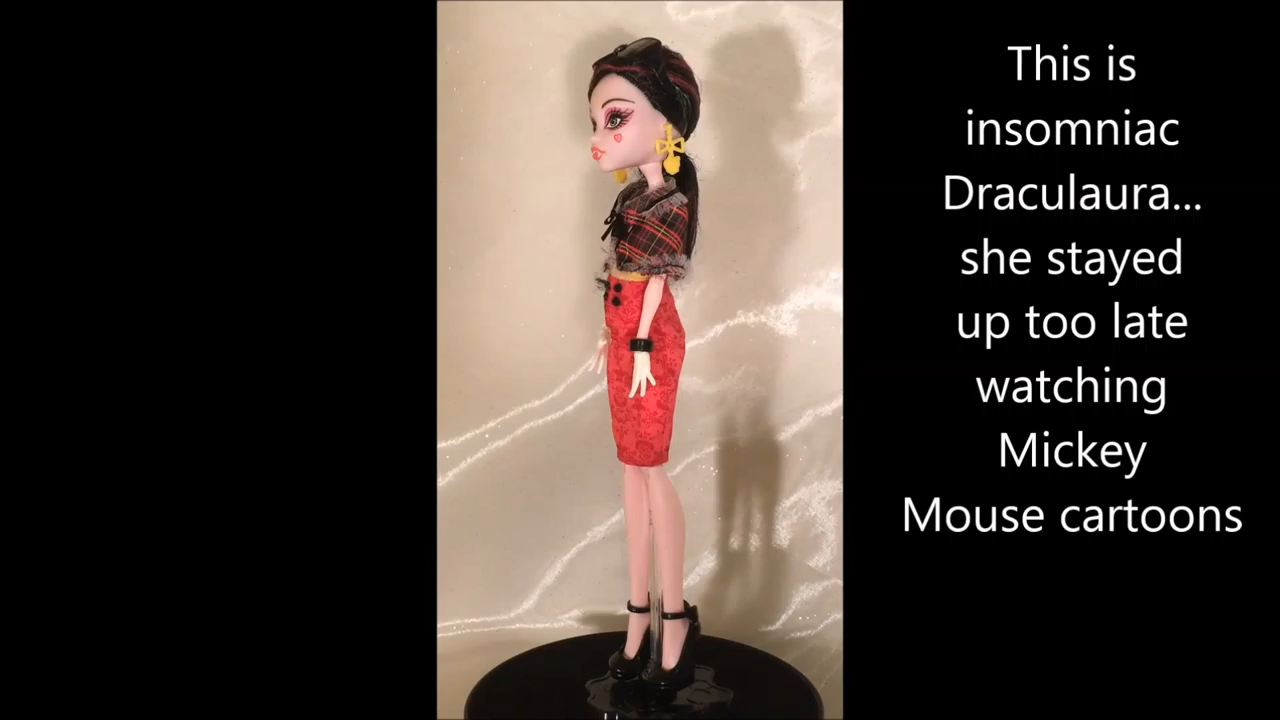 This is
insomniac
Draculaura...
she stayed
up too late
watching
Mickey
Mouse cartoons